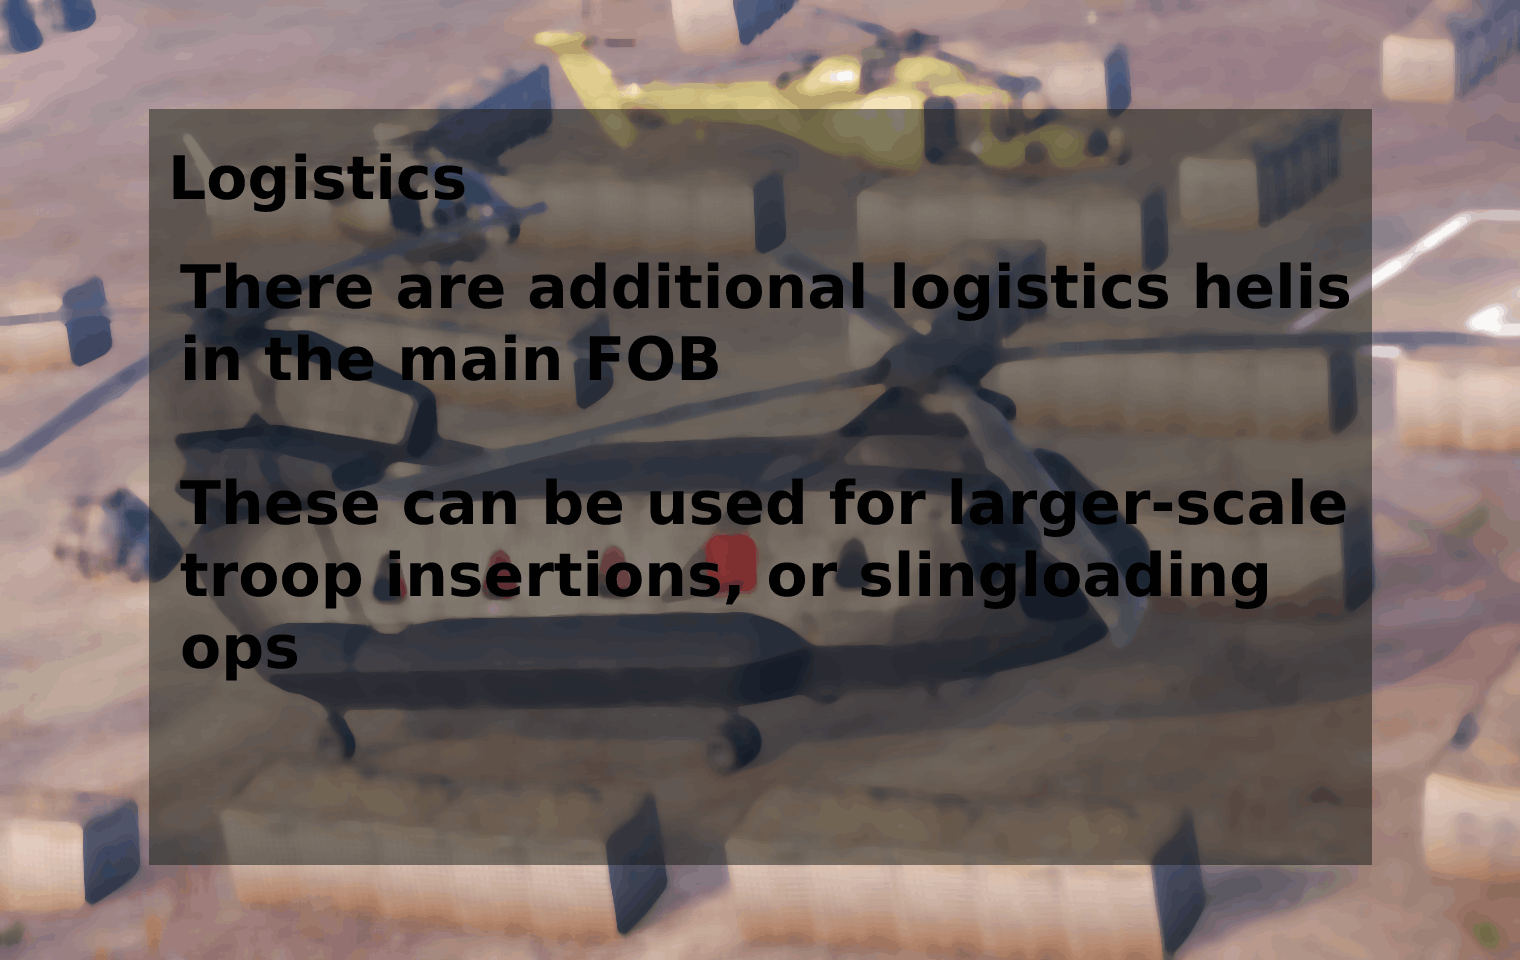 Logistics
There are additional logistics helis
in the main FOB
These can be used for larger-scale
troop insertions, or slingloading
ops